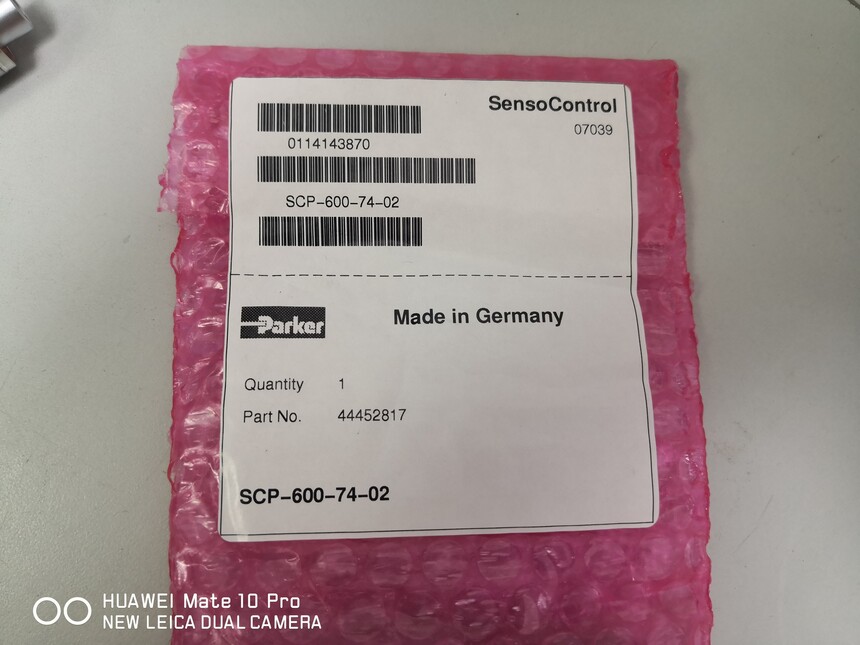 SensoControl
07039
0114143870
SCP-600-74-02
Parker
Made in Germany
Quantity 1
Part No. 44452817
SCP-600-74-02
HUAWEI Mate 10 Pro
NEW LEICA DUAL CAMERA